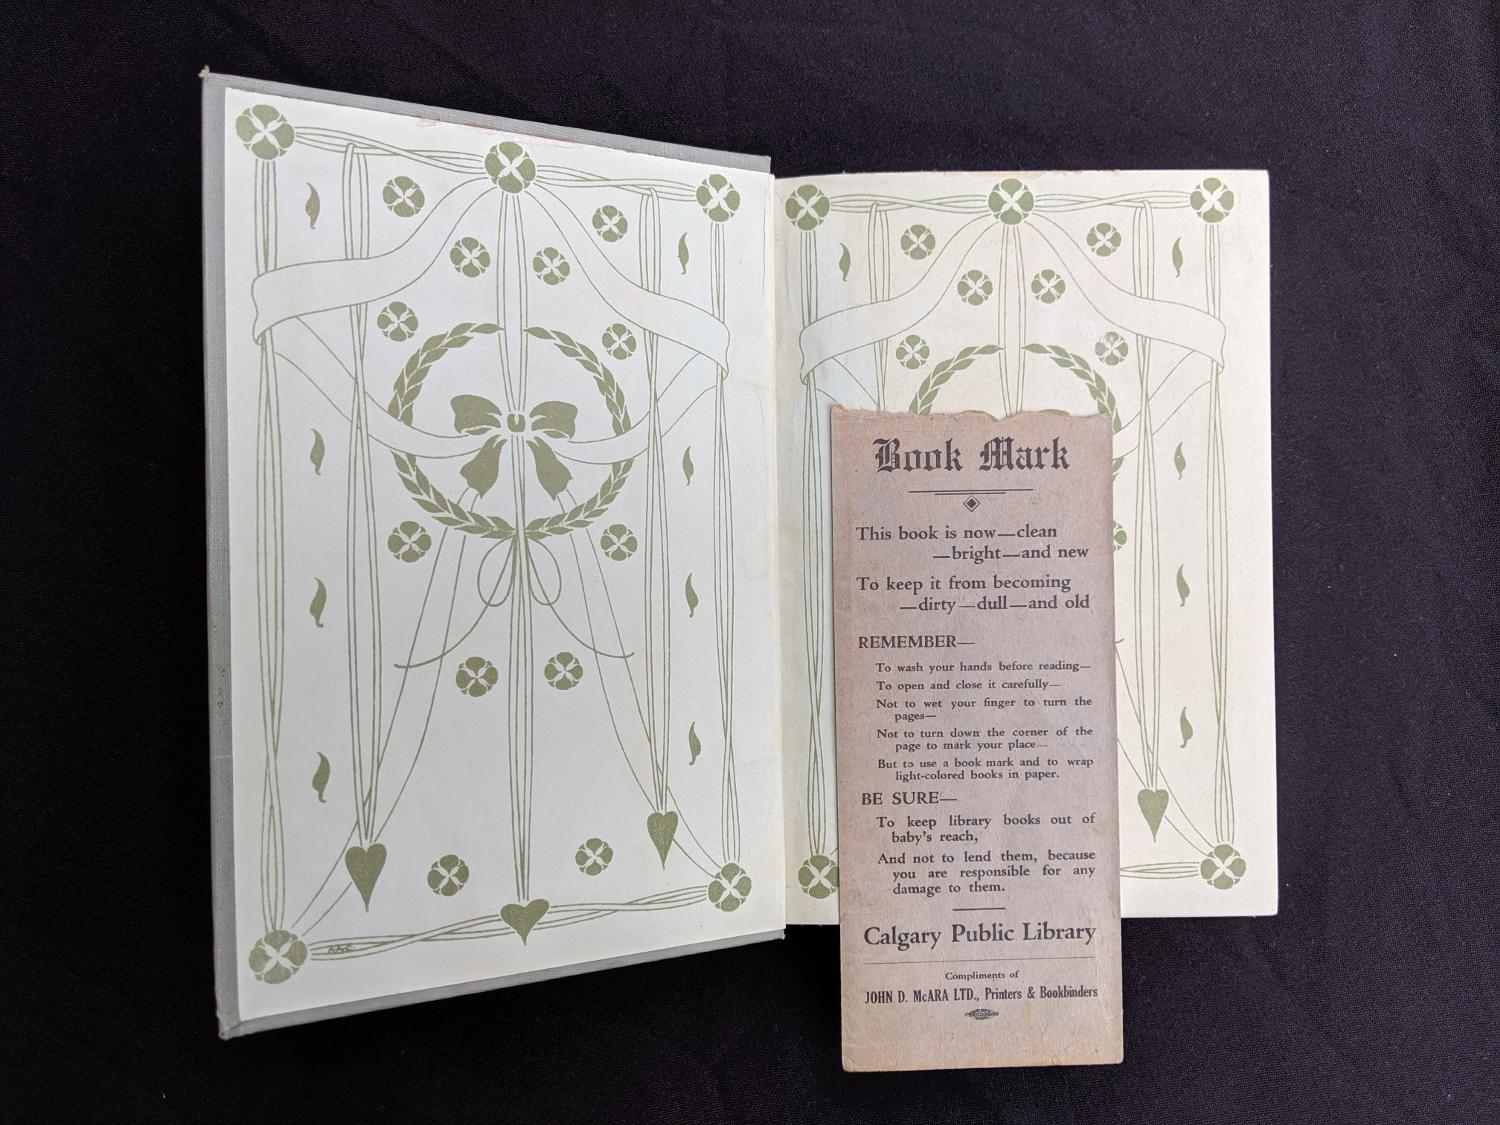 Book Mark
This book is now—clean
—bright—and new
To keep it from becoming
—dirty—dull—and old
REMEMBER—
To wash your hands before reading—
To open and close it carefully—
Not to wet your finger to turn the
pages—
Not to turn down the corner of the
page to mark your place—
But to use a book mark and to wrap
light-colored books in paper.
BE SURE—
To keep library books out of
baby's reach,
And not to lend them, because
you are responsible for any
damage to them.
Calgary Public Library
Compliments of
JOHN D. McARA LTD., Printers & Bookbinders